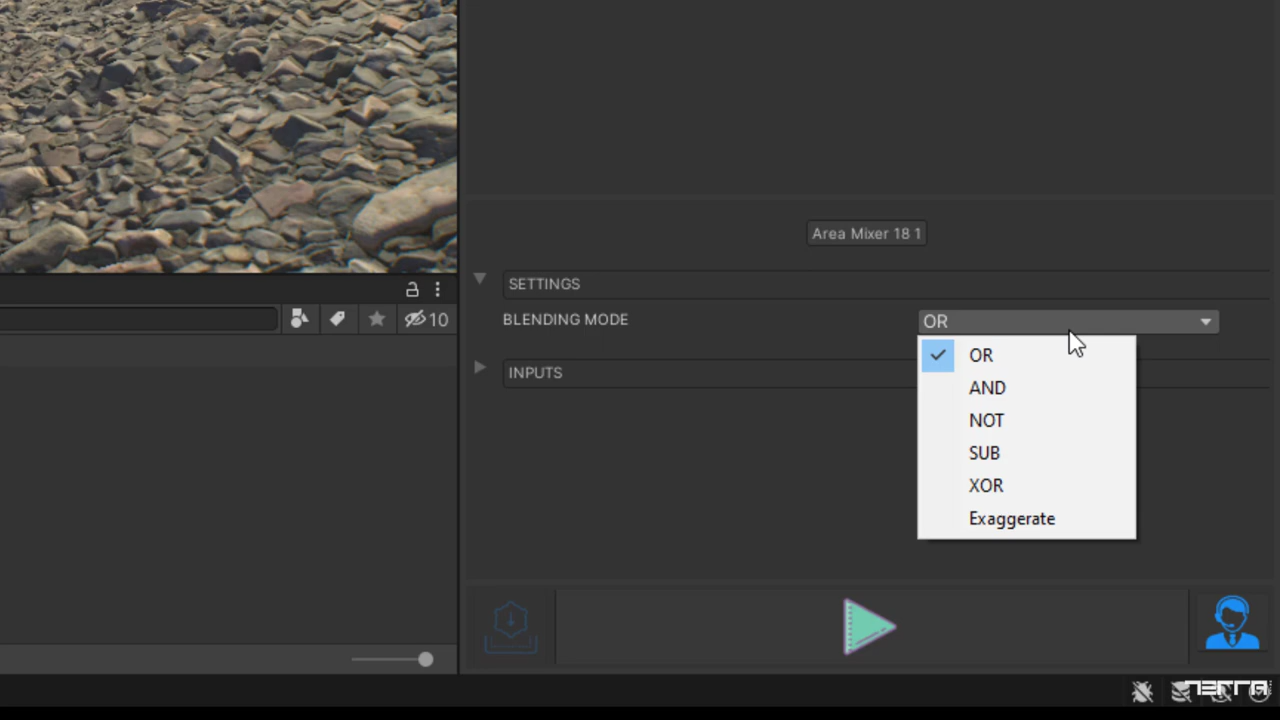 Area Mixer 18 1
SETTINGS
10
BLENDING MODE
OR
OR
INPUTS
AND
NOT
SUB
XOR
Exaggerate